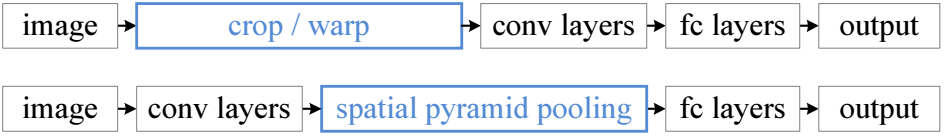 image crop / warp conv layers fc layers output
image conv layers spatial pyramid pooling fc layers output